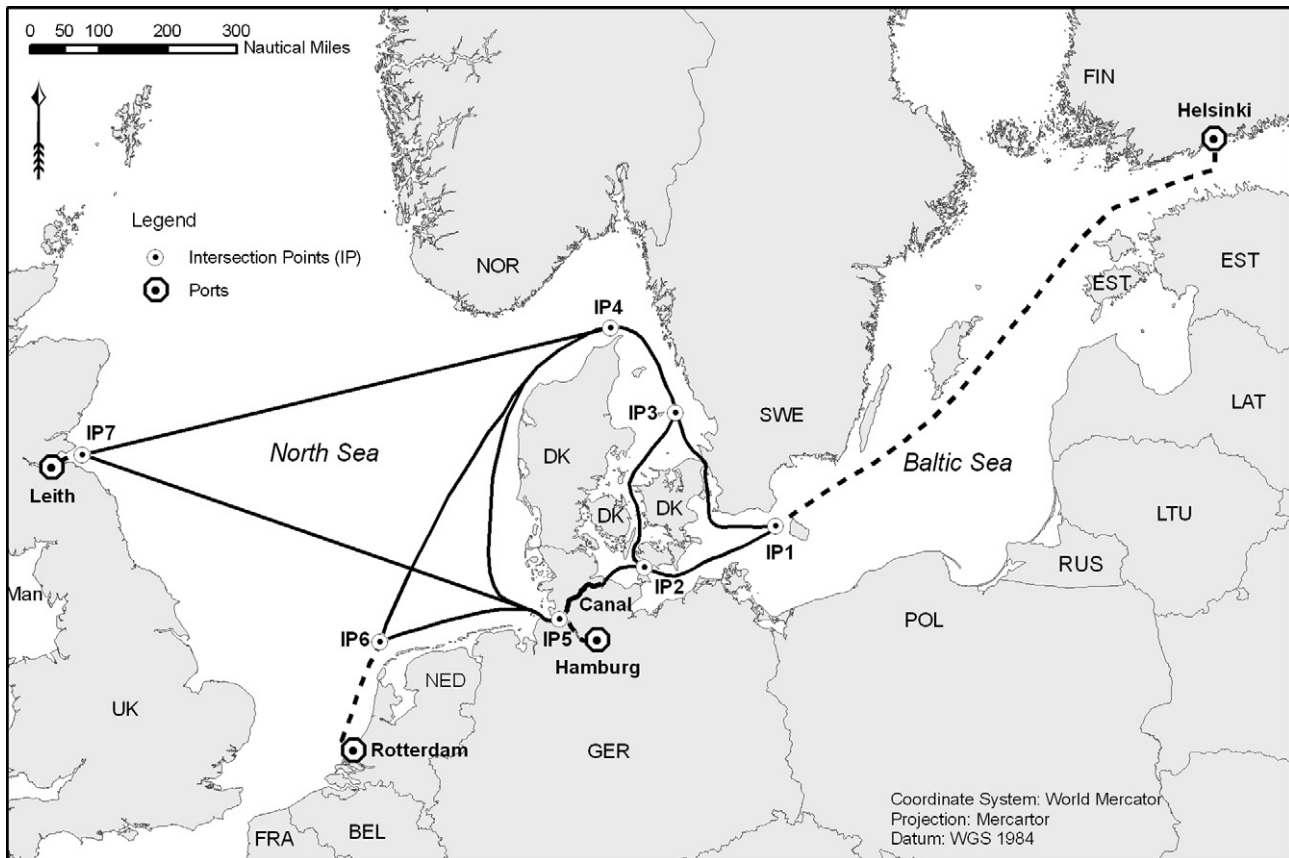 0 50 100 200 300
Nautical Miles
FIN
Helsinki
Legend
Intersection Points (IP)
Ports
NOR
EST
EST
IP4
IP3
SWE
LAT
IP7
North Sea
DK
Baltic Sea
Leith
DK
DK
LTU
IP1
IP2
RUS
Man
Canal
IP5
POL
IP6
Hamburg
NED
UK
Rotterdam
GER
Coordinate System: World Mercator
Projection: Mercartor
Datum: WGS 1984
FRA
BEL